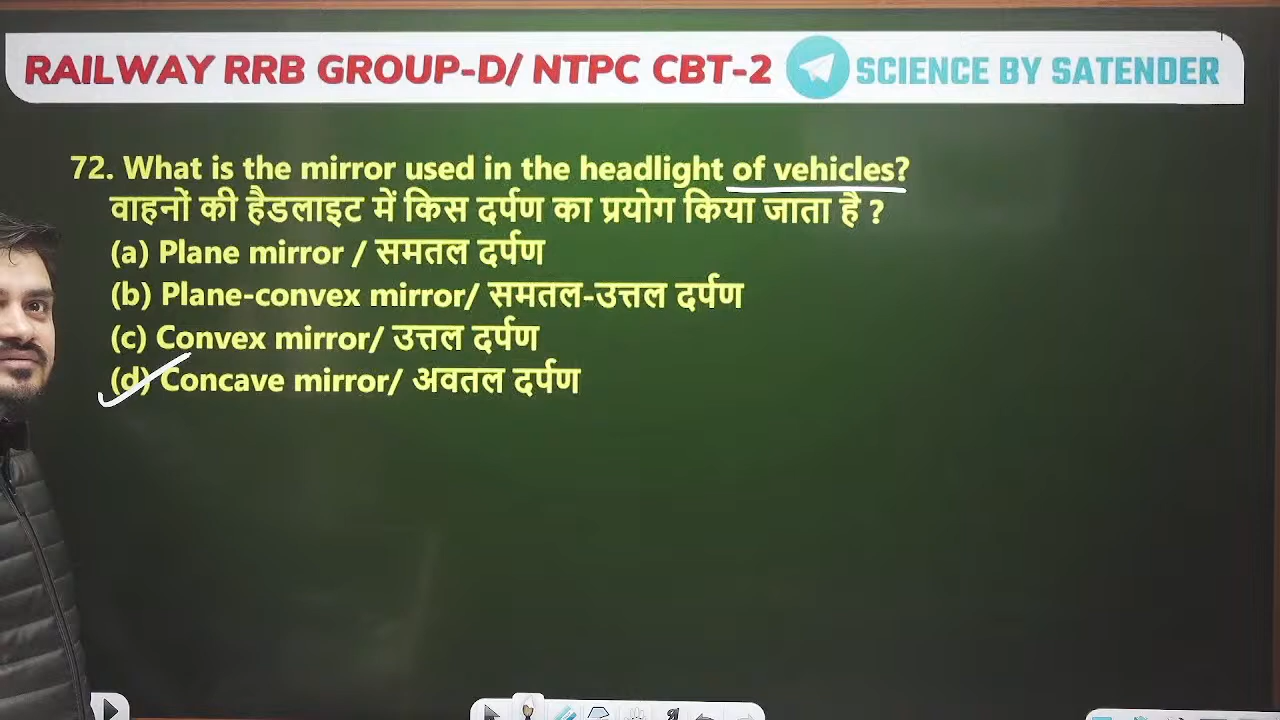 RAILWAY RRB GROUP-D/ NTPC CBT-2 SCIENCE BY SATENDER
72. What is the mirror used in the headlight of vehicles?
वाहनों की हैडलाइट में किस दर्पण का प्रयोग किया जाता है ?
(a) Plane mirror / समतल दर्पण
(b) Plane-convex mirror/ समतल-उत्तल दर्पण
(c) Convex mirror/ उत्तल दर्पण
(d) Concave mirror/ अवतल दर्पण